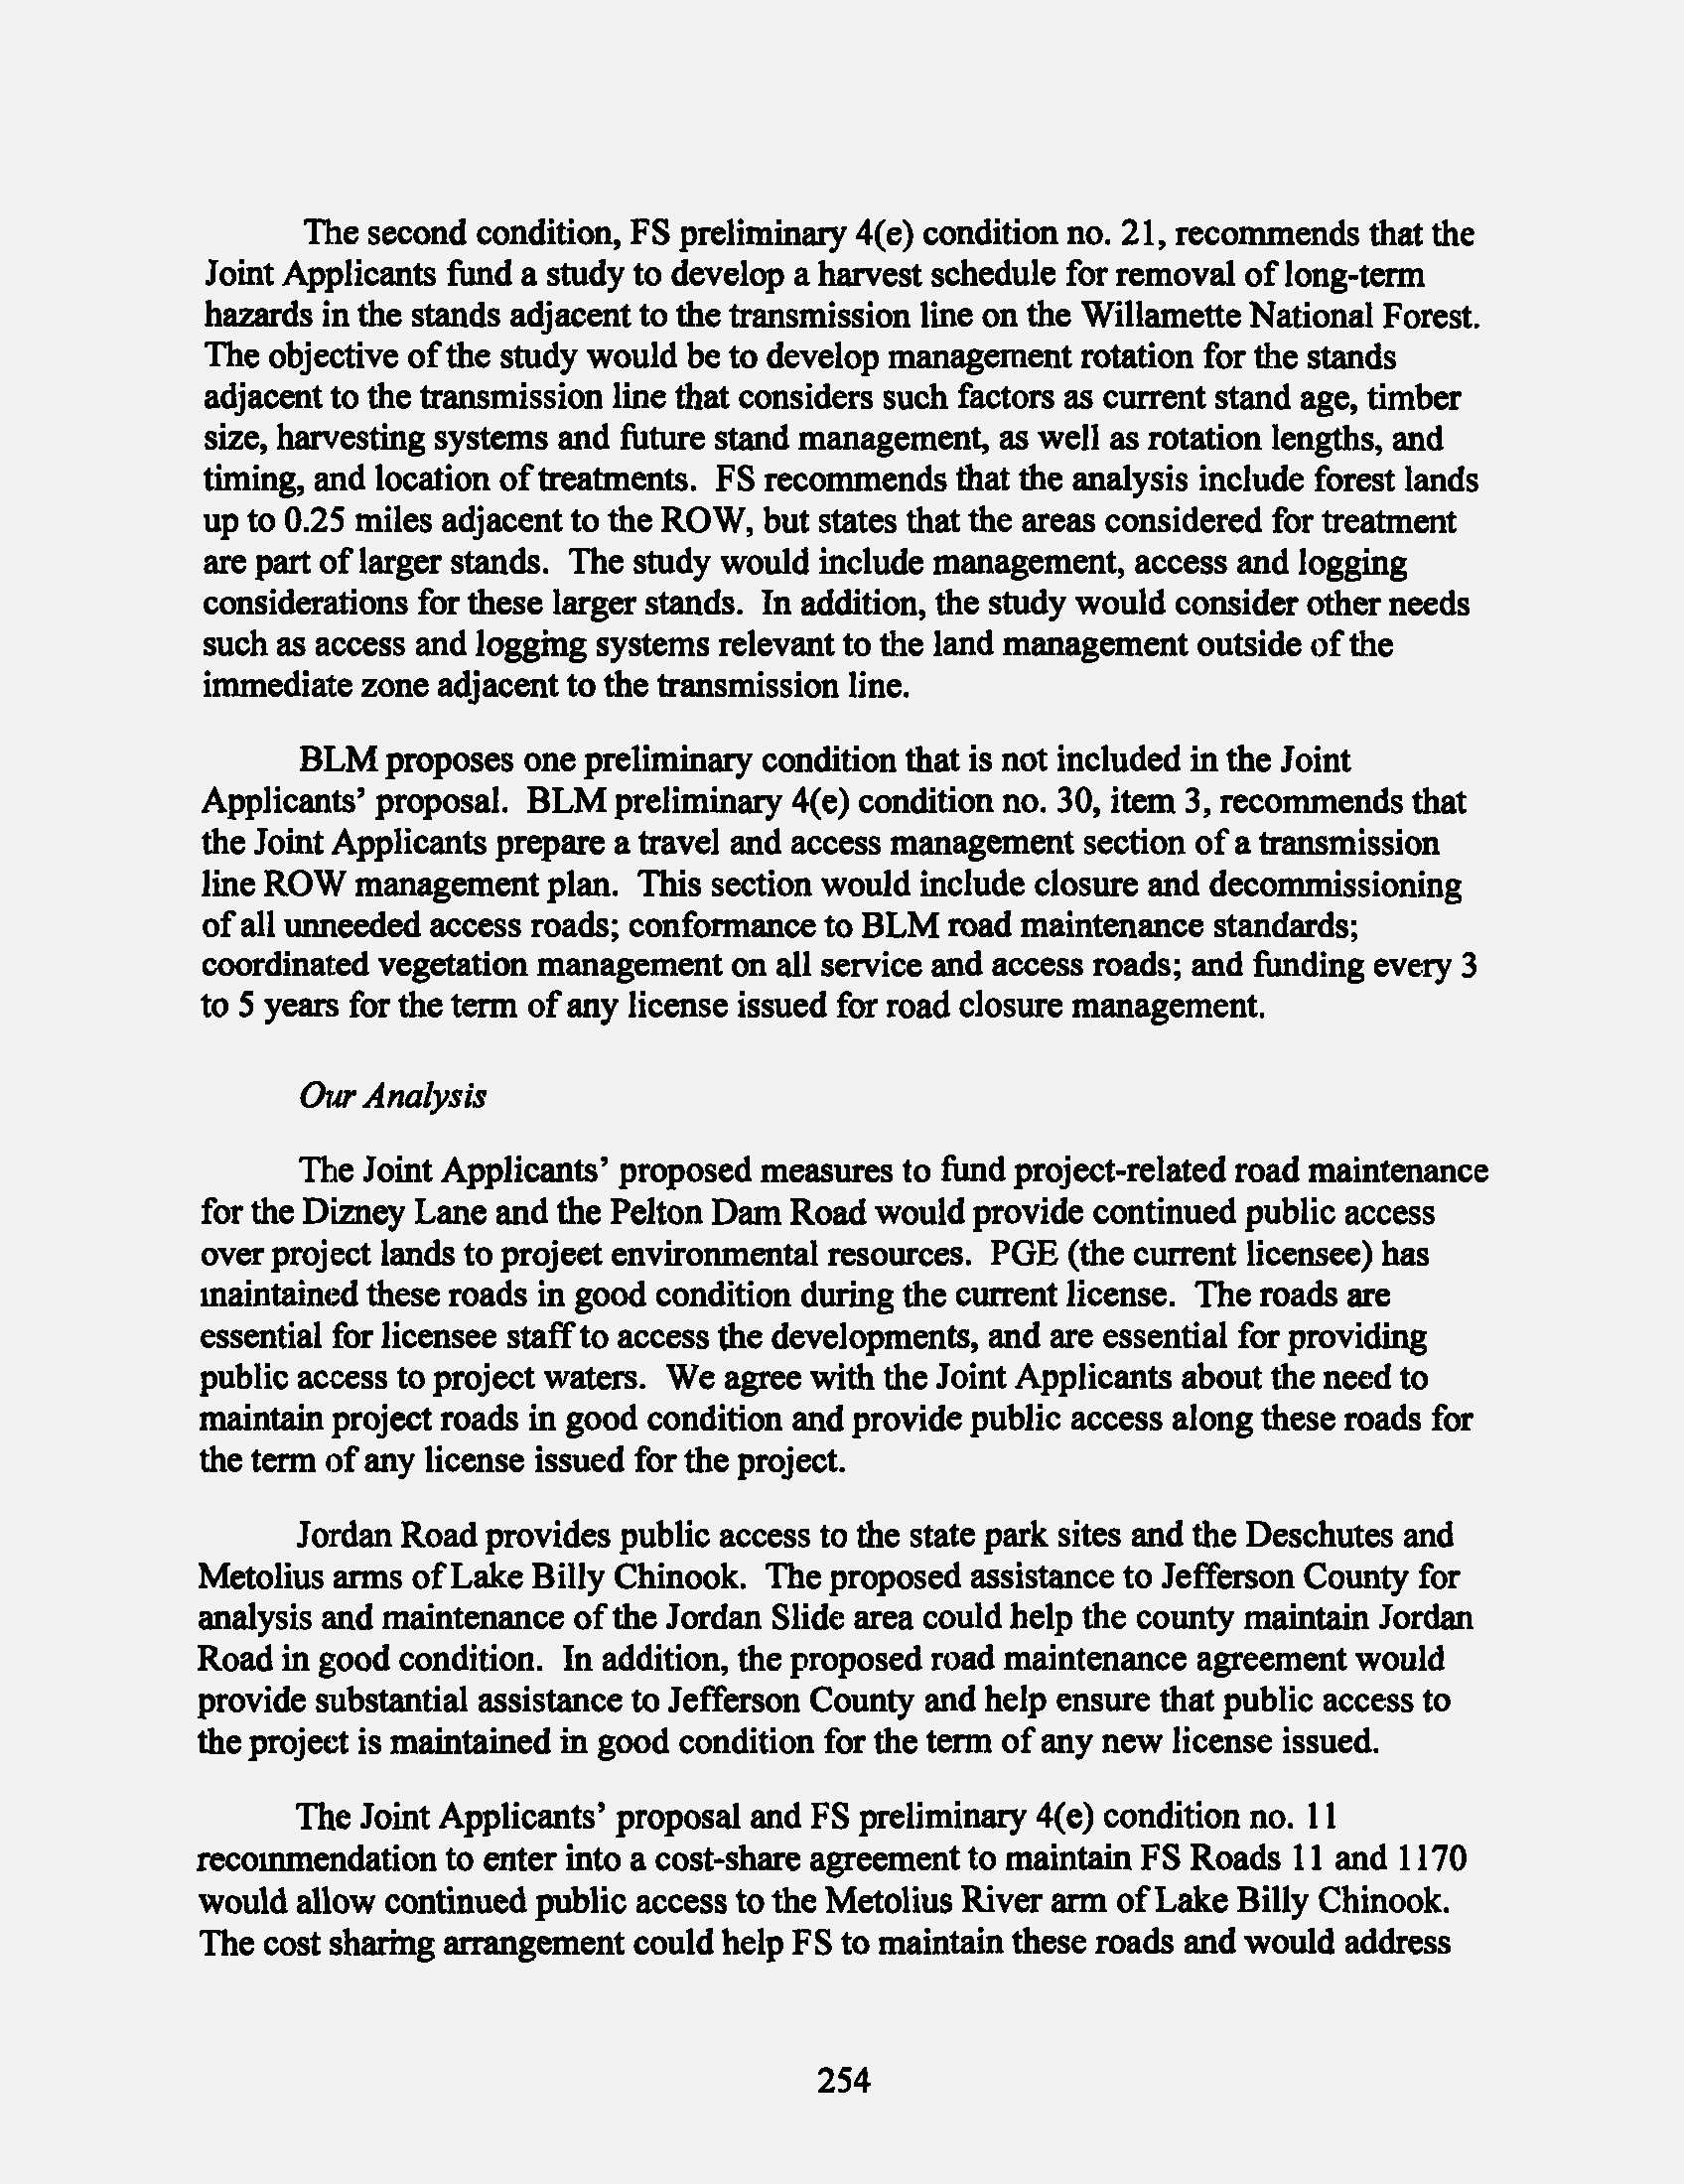 The second condition, FS preliminary 4(e) condition no. 21, recommends that the
Joint Applicants fund a study to develop a harvest schedule for removal of long-term
hazards in the stands adjacent to the transmission line on the Willamette National Forest.
The objective of the study would be to develop management rotation for the stands
adjacent to the transmission line that considers such factors as current stand age, timber
size, harvesting systems and future stand management, as well as rotation lengths, and
timing, and location of treatments. FS recommends that the analysis include forest lands
up to 0.25 miles adjacent to the ROW, but states that the areas considered for treatment
are part of larger stands. The study would include management, access and logging
considerations for these larger stands. In addition, the study would consider other needs
such as access and logging systems relevant to the land management outside of the
immediate zone adjacent to the transmission line.
BLM proposes one preliminary condition that is not included in the Joint
Applicants' proposal. BLM preliminary 4(e) condition no. 30, item 3, recommends that
the Joint Applicants prepare a travel and access management section of a transmission
line ROW management plan. This section would include closure and decommissioning
of all unneeded access roads; conformance to BLM road maintenance standards;
coordinated vegetation management on all service and access roads; and funding every 3
to 5 years for the term of any license issued for road closure management.
Our Analysis
The Joint Applicants' proposed measures to fund project-related road maintenance
for the Dizney Lane and the Pelton Dam Road would provide continued public access
over project lands to project environmental resources. PGE (the current licensee) has
maintained these roads in good condition during the current license. The roads are
essential for licensee staff to access the developments, and are essential for providing
public access to project waters. We agree with the Joint Applicants about the need to
maintain project roads in good condition and provide public access along these roads for
the term of any license issued for the project.
Jordan Road provides public access to the state park sites and the Deschutes and
Metolius arms of Lake Billy Chinook. The proposed assistance to Jefferson County for
analysis and maintenance of the Jordan Slide area could help the county maintain Jordan
Road in good condition. In addition, the proposed road maintenance agreement would
provide substantial assistance to Jefferson County and help ensure that public access to
the project is maintained in good condition for the term of any new license issued.
The Joint Applicants' proposal and FS preliminary 4(e) condition no. 11
recommendation to enter into a cost-share agreement to maintain FS Roads 11 and 1170
would allow continued public access to the Metolius River arm of Lake Billy Chinook.
The cost sharing arrangement could help FS to maintain these roads and would address
254